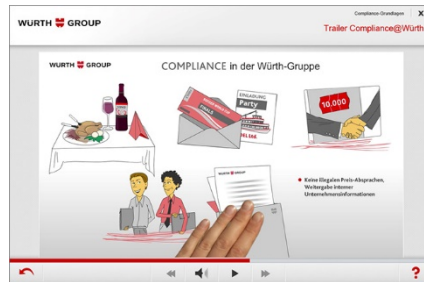 Compliance Grundlagen X
WÜRTH GROUP
Trailer Compliance@Würth
WÜRTH GROUP
COMPLIANCE in der Würth-Gruppe
EINLADUNG
Party
FINALS
10.000
WÜRTH GROUP
Keine illegalen Preis-Absprachen,
Weitergabe interner
Unternehmensinformationen
?